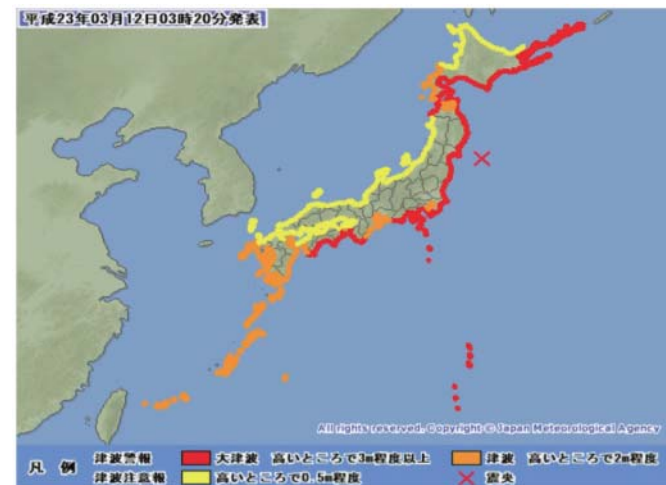 平成23年03月12日03時20分発表
All rights reserved. Copyright © Japan Meteorological Agency
凡 例 津波警報 大津波 高いところで3m程度以上 津波 高いところで2m程度
津波注意報 高いところで0.5m程度 震央